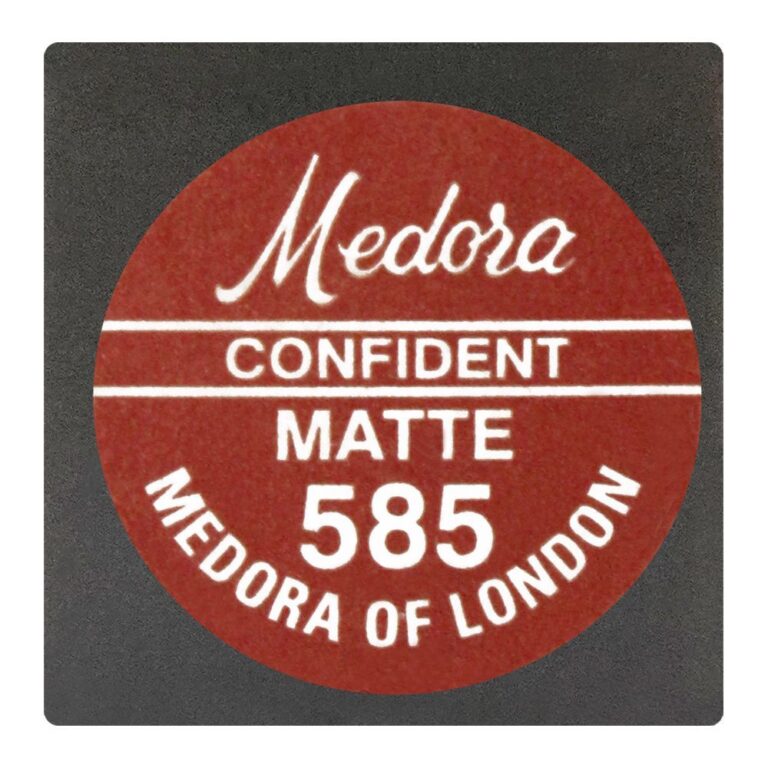 Medora
CONFIDENT
MATTE
585
MEDORA OF LONDON